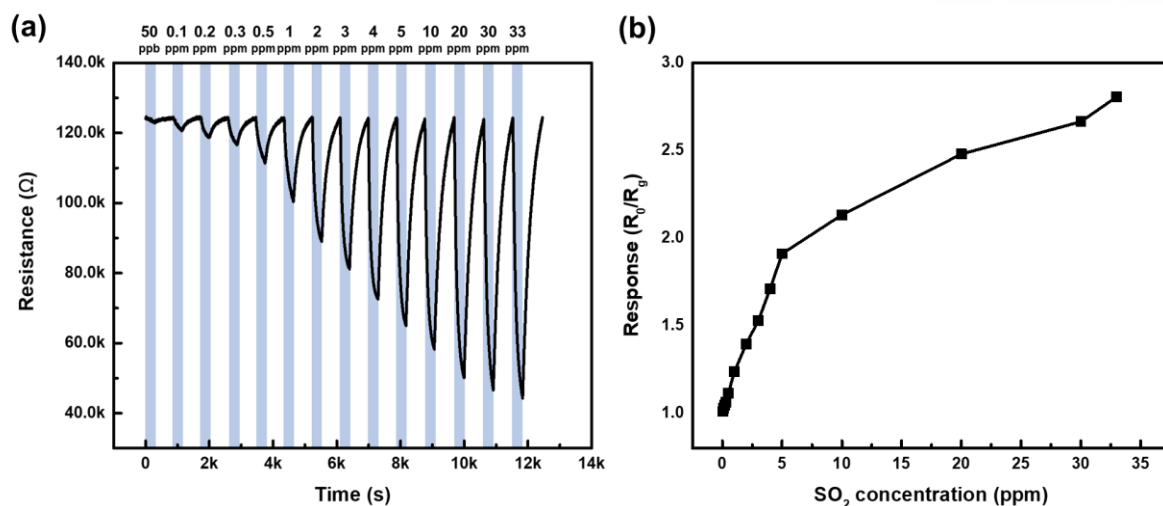 (a)
50 0.1 0.2 0.3 0.5 1 2 3 4 5 10 20 30 33
ppb ppm ppm ppm ppm ppm ppm ppm ppm ppm ppm ppm ppm ppm
140.0k
120.0k
100.0k
80.0k
60.0k
40.0k
Resistance (Ω)
0 2k 4k 6k 8k 10k 12k 14k
Time (s)
(b)
3.0
2.5
2.0
1.5
1.0
Response (R₀/R_g)
0 5 10 15 20 25 30 35
SO₂ concentration (ppm)